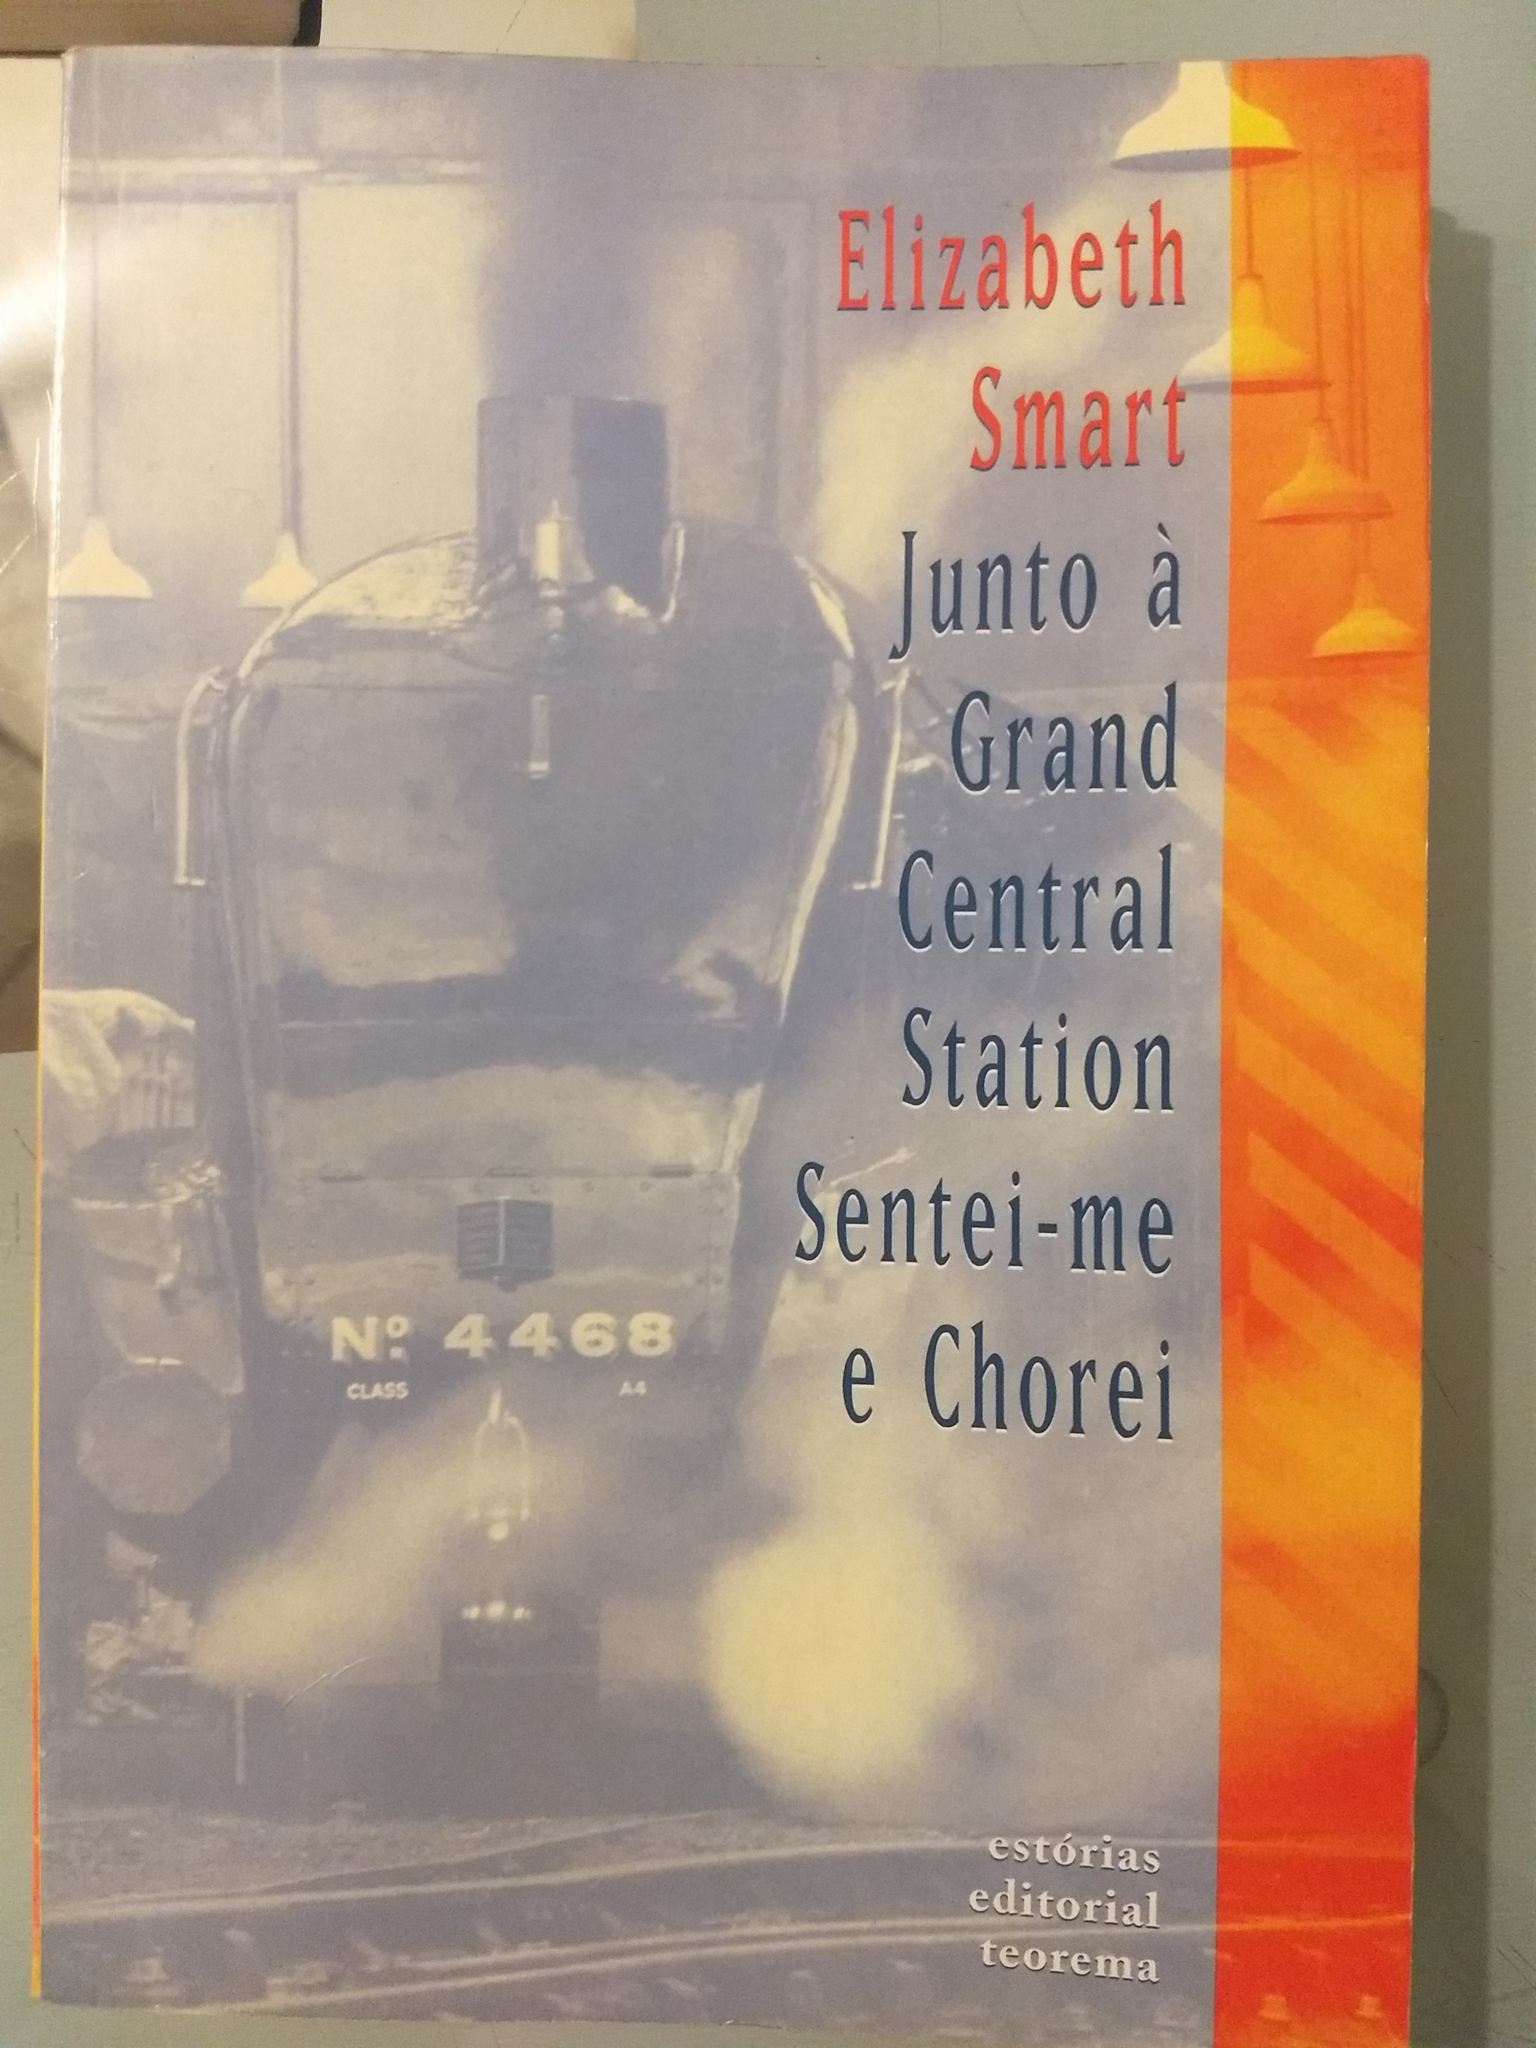 Elizabeth
Smart
Junto à
Grand
Central
Station
Sentei-me
e Chorei
Nº: 4468
CLASS A4
estórias
editorial
teorema